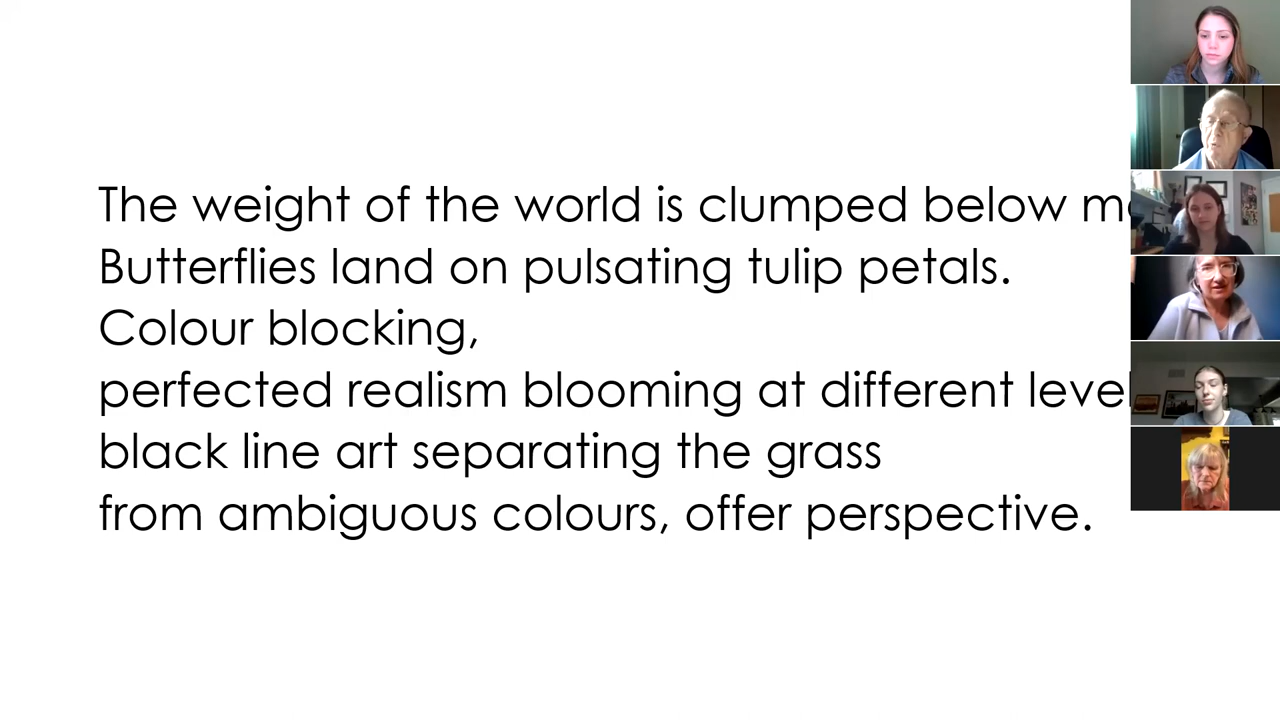 The weight of the world is clumped below
Butterflies land on pulsating tulip petals.
Colour blocking,
perfected realism blooming at different
black line art separating the grass
from ambiguous colours, offer perspective.